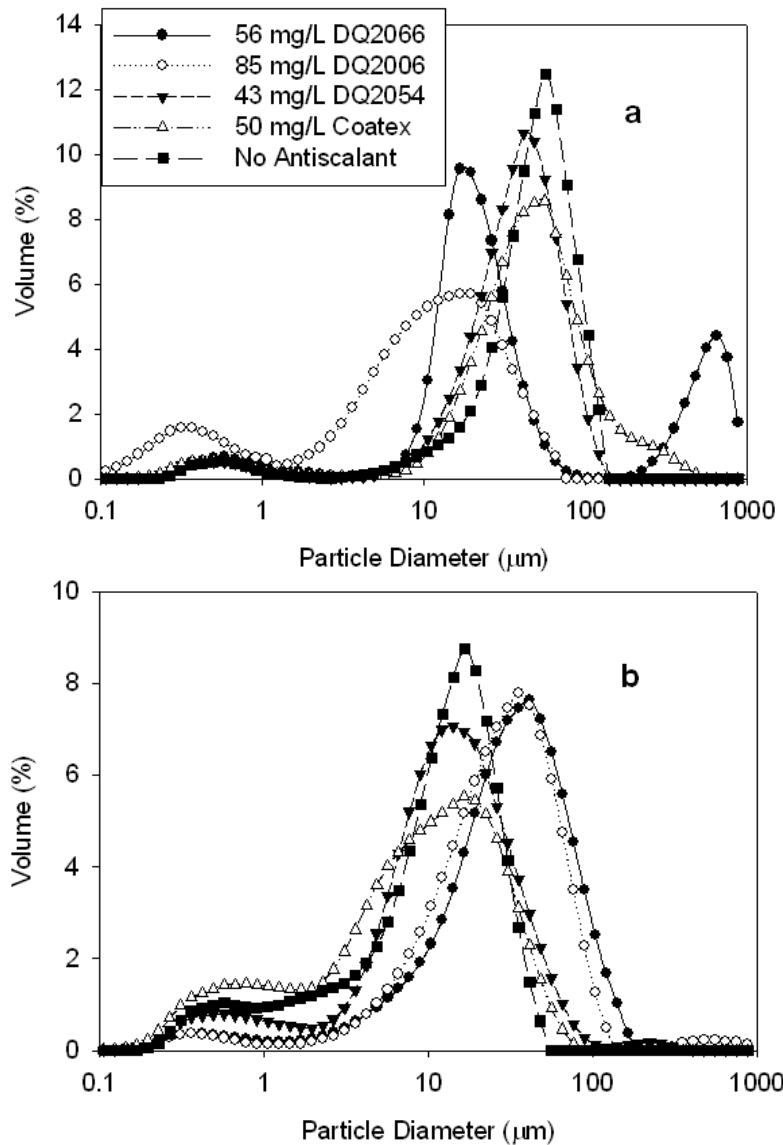 14
12
10
8
6
4
2
0
Volume (%)
56 mg/L DQ2066
85 mg/L DQ2006
43 mg/L DQ2054
50 mg/L Coatex
No Antiscalant
a
0.1 1 10 100 1000
Particle Diameter (μm)
10
8
6
4
2
0
Volume (%)
b
0.1 1 10 100 1000
Particle Diameter (μm)